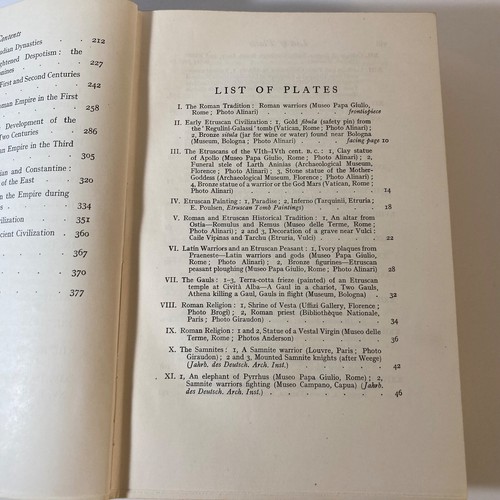 Contents
212
ghtened Despotism: the
nines
227
First and Second Centuries
242
man Empire in the First
258
Development of the
Two Centuries
286
an Empire in the Third
305
320
ian and Constantine:
of the East
320
n Empire during
334
ilization
351
cient Civilization
360
367
370
377
LIST OF PLATES
I. The Roman Tradition: Roman warriors (Museo Papa Giulio,
Rome; Photo Alinari) frontispiece
II. Early Etruscan Civilization: 1, Gold fibula (safety pin) from
the 'Regulini-Galassi' tomb (Vatican, Rome; Photo Alinari);
2, Bronze situla (jar for wine or water) found near Bologna
(Museum, Bologna; Photo Alinari) facing page 10
III. The Etruscans of the VIth–IVth cent. B.C.: 1, Clay statue
of Apollo (Museo Papa Giulio, Rome; Photo Alinari); 2,
Funeral stele of Larth Aninias (Archaeological Museum,
Florence; Photo Alinari); 3, Stone statue of the Mother-
Goddess (Archaeological Museum, Florence; Photo Alinari);
4, Bronze statue of a warrior or the God Mars (Vatican, Rome;
Photo Alinari) 14
IV. Etruscan Painting: 1, Paradise; 2, Inferno (Tarquinii, Etruria;
E. Poulsen, Etruscan Tomb Paintings) 18
V. Roman and Etruscan Historical Tradition: 1, An altar from
Ostia—Romulus and Remus (Museo delle Terme, Rome;
Photo Alinari); 2 and 3, Decoration of a grave near Vulci:
Caile Vipinas and Tarchu (Etruria, Vulci) 22
VI. Latin Warriors and an Etruscan Peasant: 1, Ivory plaques from
Praeneste—Latin warriors and gods (Museo Papa Giulio,
Rome; Photo Alinari); 2, Bronze figurine—Etruscan
peasant ploughing (Museo Papa Giulio, Rome; Photo Alinari) 28
VII. The Gauls: 1–3, Terra-cotta frieze (painted) of an Etruscan
temple at Cività Alba—A Gaul in a chariot, Two Gauls,
Athena killing a Gaul, Gauls in flight (Museum, Bologna) 32
VIII. Roman Religion: 1, Shrine of Vesta (Uffizi Gallery, Florence;
Photo Brogi); 2, Roman priest (Bibliothèque Nationale,
Paris; Photo Giraudon) 34
IX. Roman Religion: 1 and 2, Statue of a Vestal Virgin (Museo delle
Terme, Rome; Photos Anderson) 36
X. The Samnites: 1, A Samnite warrior (Louvre, Paris; Photo
Giraudon); 2 and 3, Mounted Samnite knights (after Weege)
(Jahrb. des Deutsch. Arch. Inst.) 42
XI. 1, An elephant of Pyrrhus (Museo Papa Giulio, Rome); 2,
Samnite warriors fighting (Museo Campano, Capua) (Jahrb.
des Deutsch. Arch. Inst.) 46